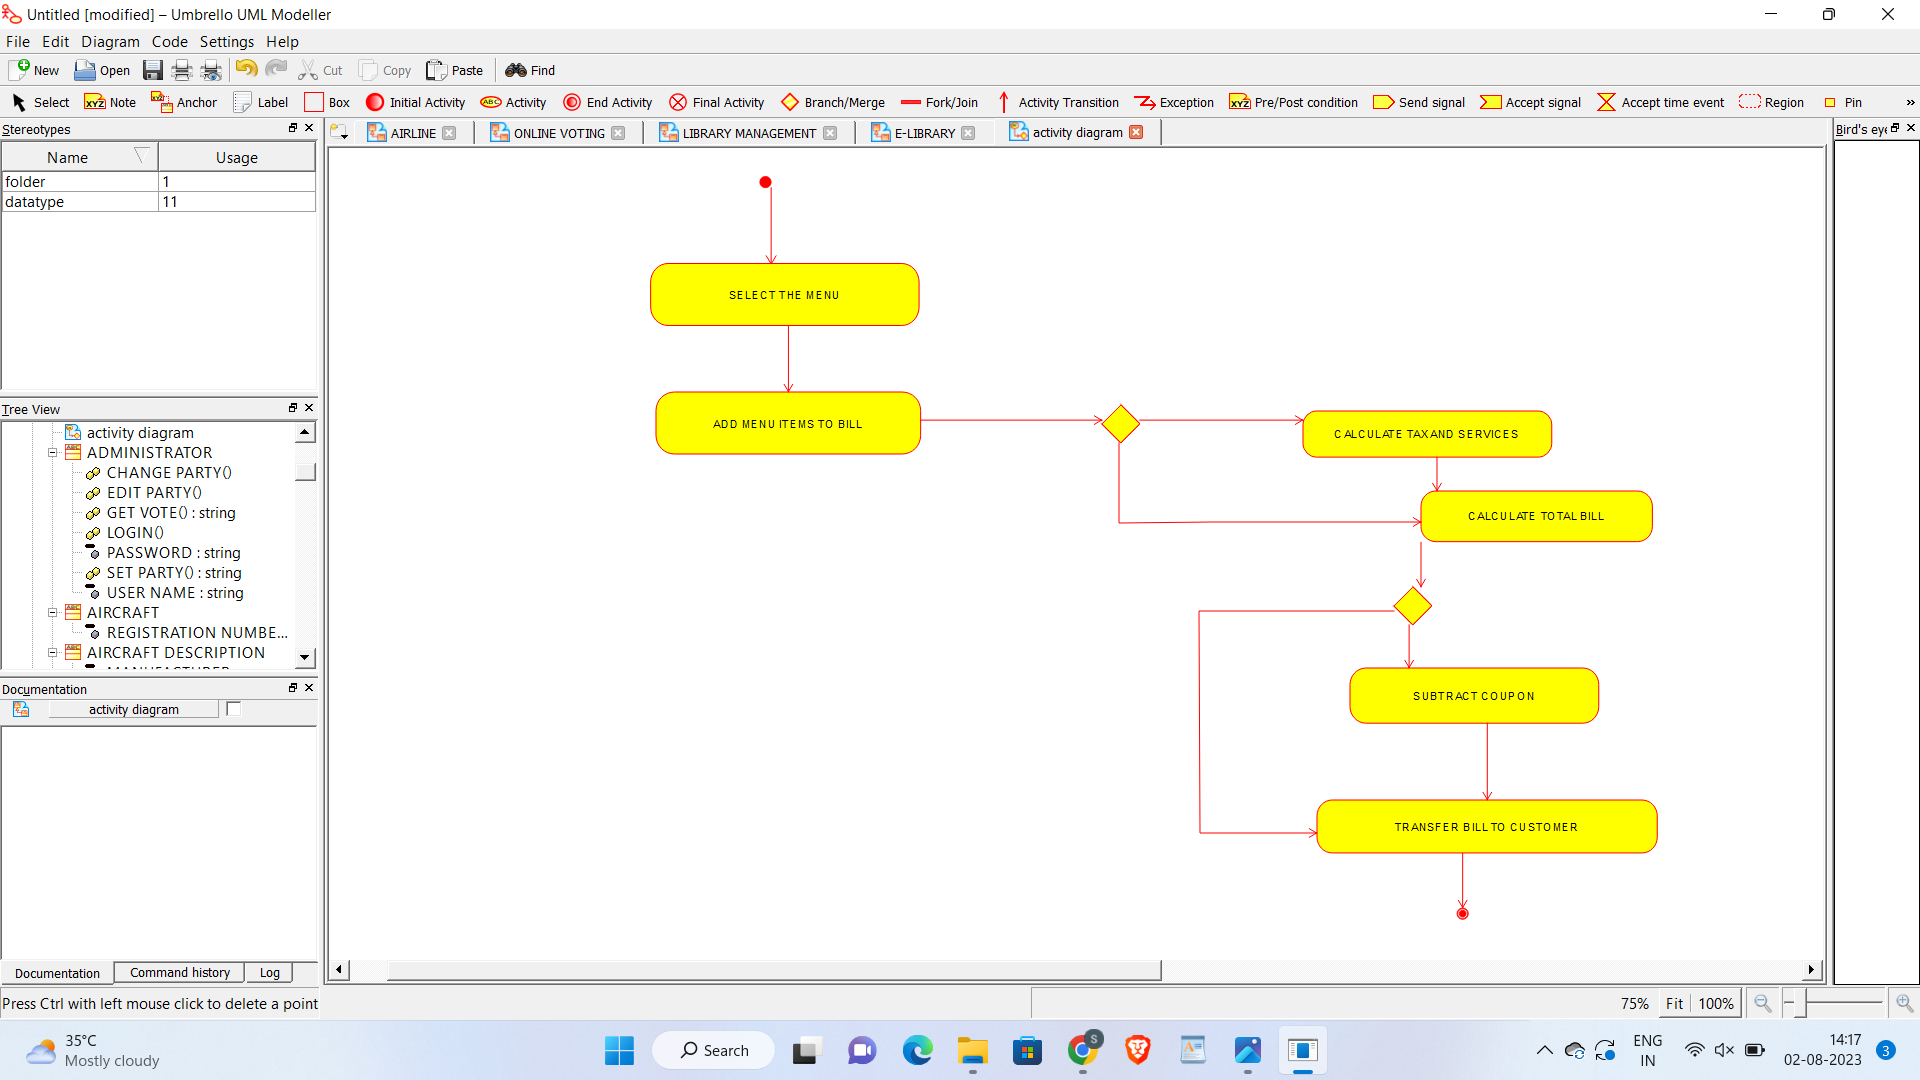 Untitled [modified] – Umbrello UML Modeller
File Edit Diagram Code Settings Help
New Open Cut Copy Paste Find
Select Note Anchor Label Box Initial Activity Activity End Activity Final Activity Branch/Merge Fork/Join Activity Transition Exception Pre/Post condition Send signal Accept signal Accept time event Region Pin »
Stereotypes
Name Usage
folder 1
datatype 11
Tree View
activity diagram
ADMINISTRATOR
CHANGE PARTY()
EDIT PARTY()
GET VOTE() : string
LOGIN()
PASSWORD : string
SET PARTY() : string
USER NAME : string
AIRCRAFT
REGISTRATION NUMBE...
AIRCRAFT DESCRIPTION
Documentation
activity diagram
Documentation Command history Log
Press Ctrl with left mouse click to delete a point
AIRLINE ONLINE VOTING LIBRARY MANAGEMENT E-LIBRARY activity diagram
SELECT THE MENU
ADD MENU ITEMS TO BILL
CALCULATE TAX AND SERVICES
CALCULATE TOTAL BILL
SUBTRACT COUPON
TRANSFER BILL TO CUSTOMER
Bird's eye
75% Fit 100%
35°C
Mostly cloudy
Search
S
ENG
IN
14:17
02-08-2023
3